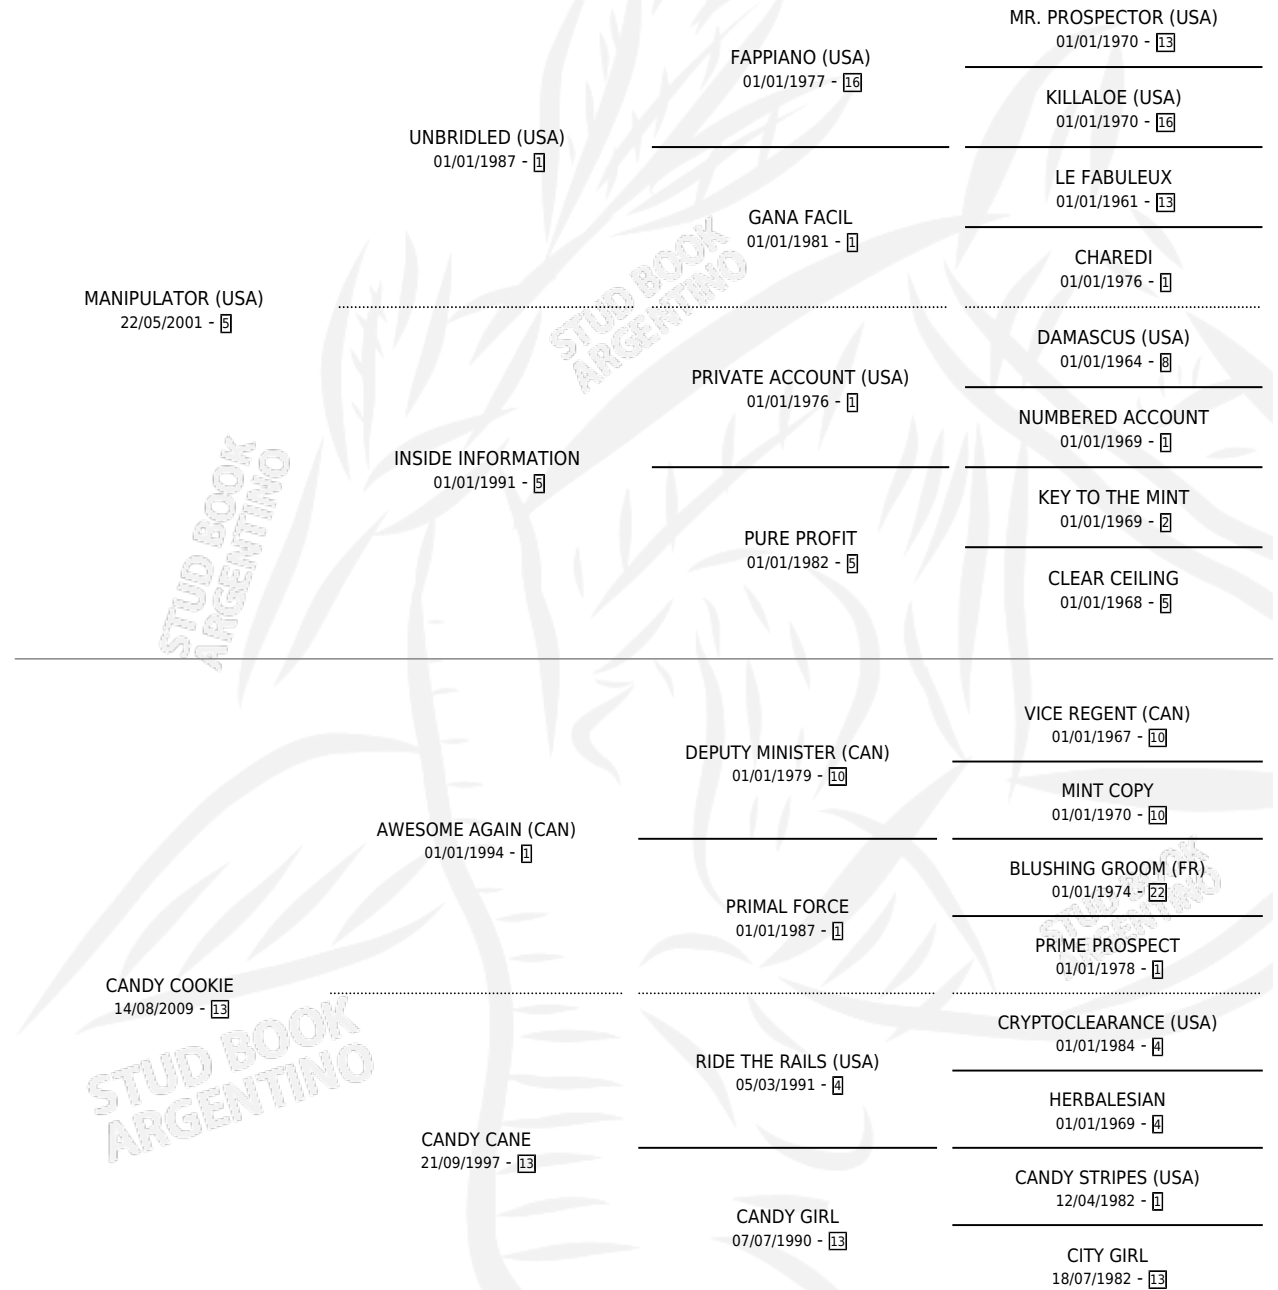 MR. PROSPECTOR (USA)
01/01/1970 - 13
FAPPIANO (USA)
01/01/1977 - 16
KILLALOE (USA)
01/01/1970 - 16
UNBRIDLED (USA)
01/01/1987 - 1
LE FABULEUX
01/01/1961 - 13
GANA FACIL
01/01/1981 - 1
CHAREDI
01/01/1976 - 1
MANIPULATOR (USA)
22/05/2001 - 5
STUD BOOK
ARGENTINO
DAMASCUS (USA)
01/01/1964 - 8
PRIVATE ACCOUNT (USA)
01/01/1976 - 1
NUMBERED ACCOUNT
01/01/1969 - 1
INSIDE INFORMATION
01/01/1991 - 5
KEY TO THE MINT
01/01/1969 - 2
PURE PROFIT
01/01/1982 - 5
CLEAR CEILING
01/01/1968 - 5
STUD BOOK
ARGENTINO
VICE REGENT (CAN)
01/01/1967 - 10
DEPUTY MINISTER (CAN)
01/01/1979 - 10
MINT COPY
01/01/1970 - 10
AWESOME AGAIN (CAN)
01/01/1994 - 1
BLUSHING GROOM (FR)
01/01/1974 - 22
STUD BOOK
ARGENTINO
PRIMAL FORCE
01/01/1987 - 1
PRIME PROSPECT
01/01/1978 - 1
CANDY COOKIE
14/08/2009 - 13
STUD BOOK
ARGENTINO
CRYPTOCLEARANCE (USA)
01/01/1984 - 4
RIDE THE RAILS (USA)
05/03/1991 - 4
HERBALESIAN
01/01/1969 - 4
CANDY CANE
21/09/1997 - 13
CANDY STRIPES (USA)
12/04/1982 - 1
CANDY GIRL
07/07/1990 - 13
CITY GIRL
18/07/1982 - 13